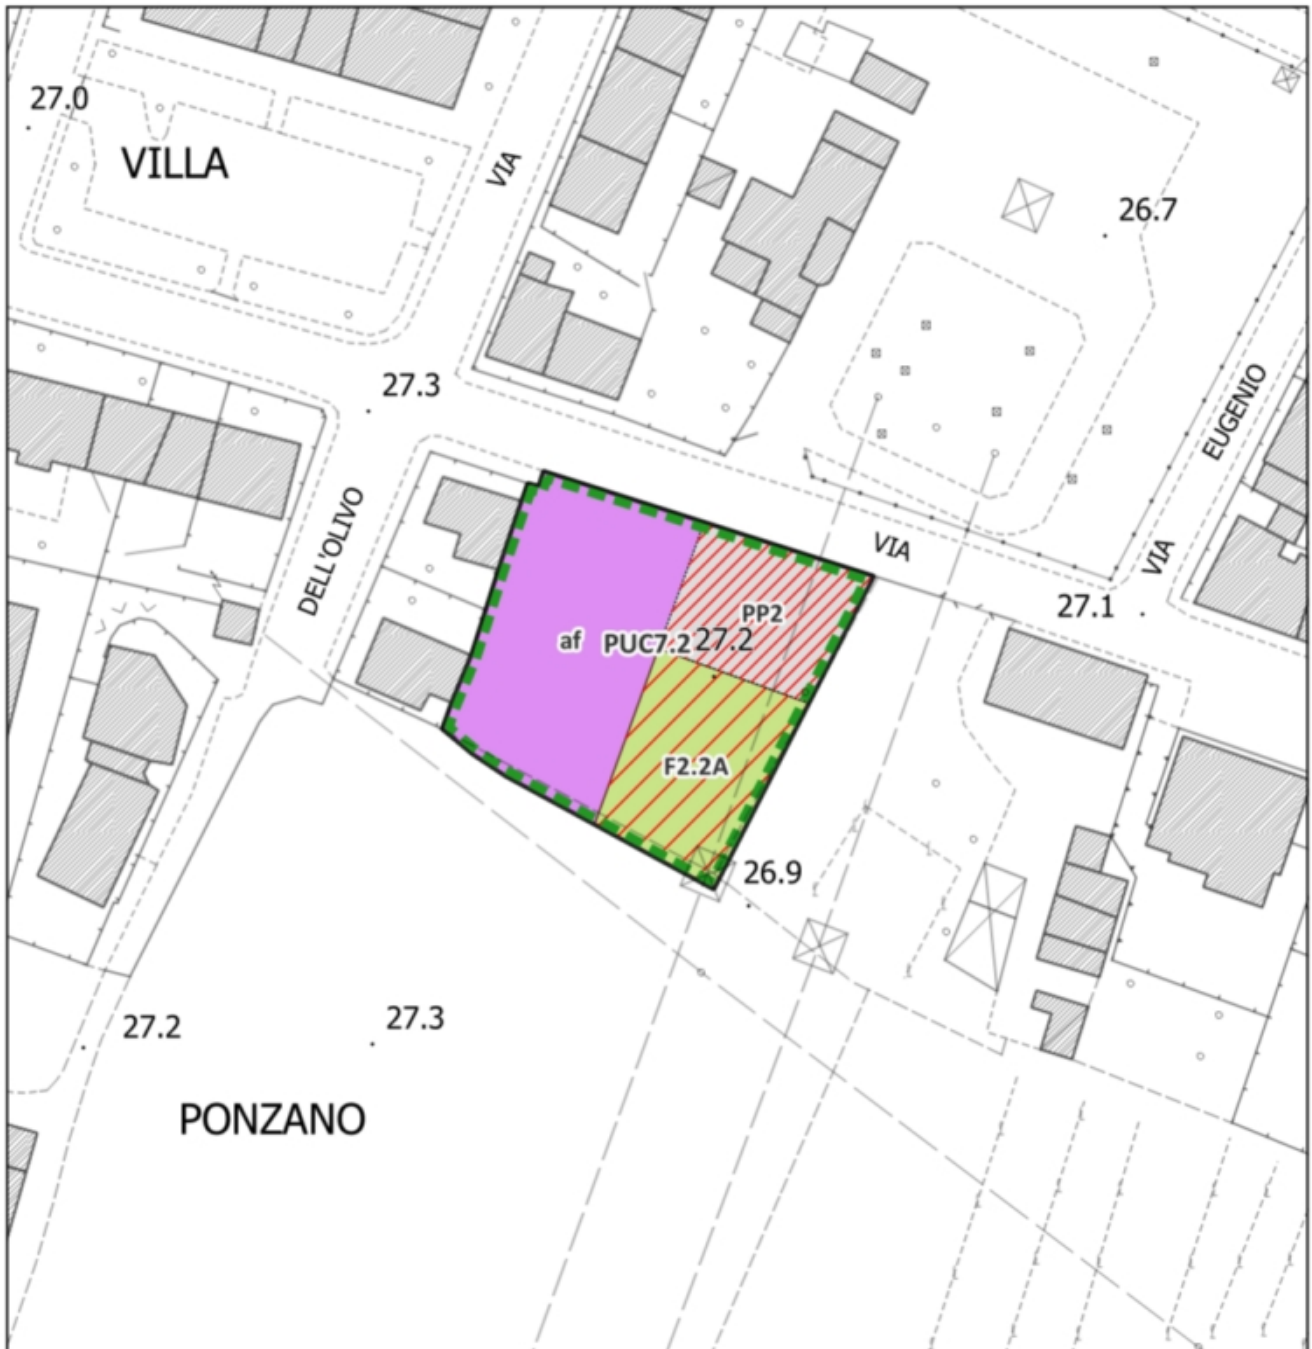 27.0
VILLA
VIA
26.7
27.3
EUGENIO
DELL'OLIVO
VIA
VIA
27.1
PP2
af
PUC7.2
27.2
F2.2A
26.9
27.2
27.3
PONZANO